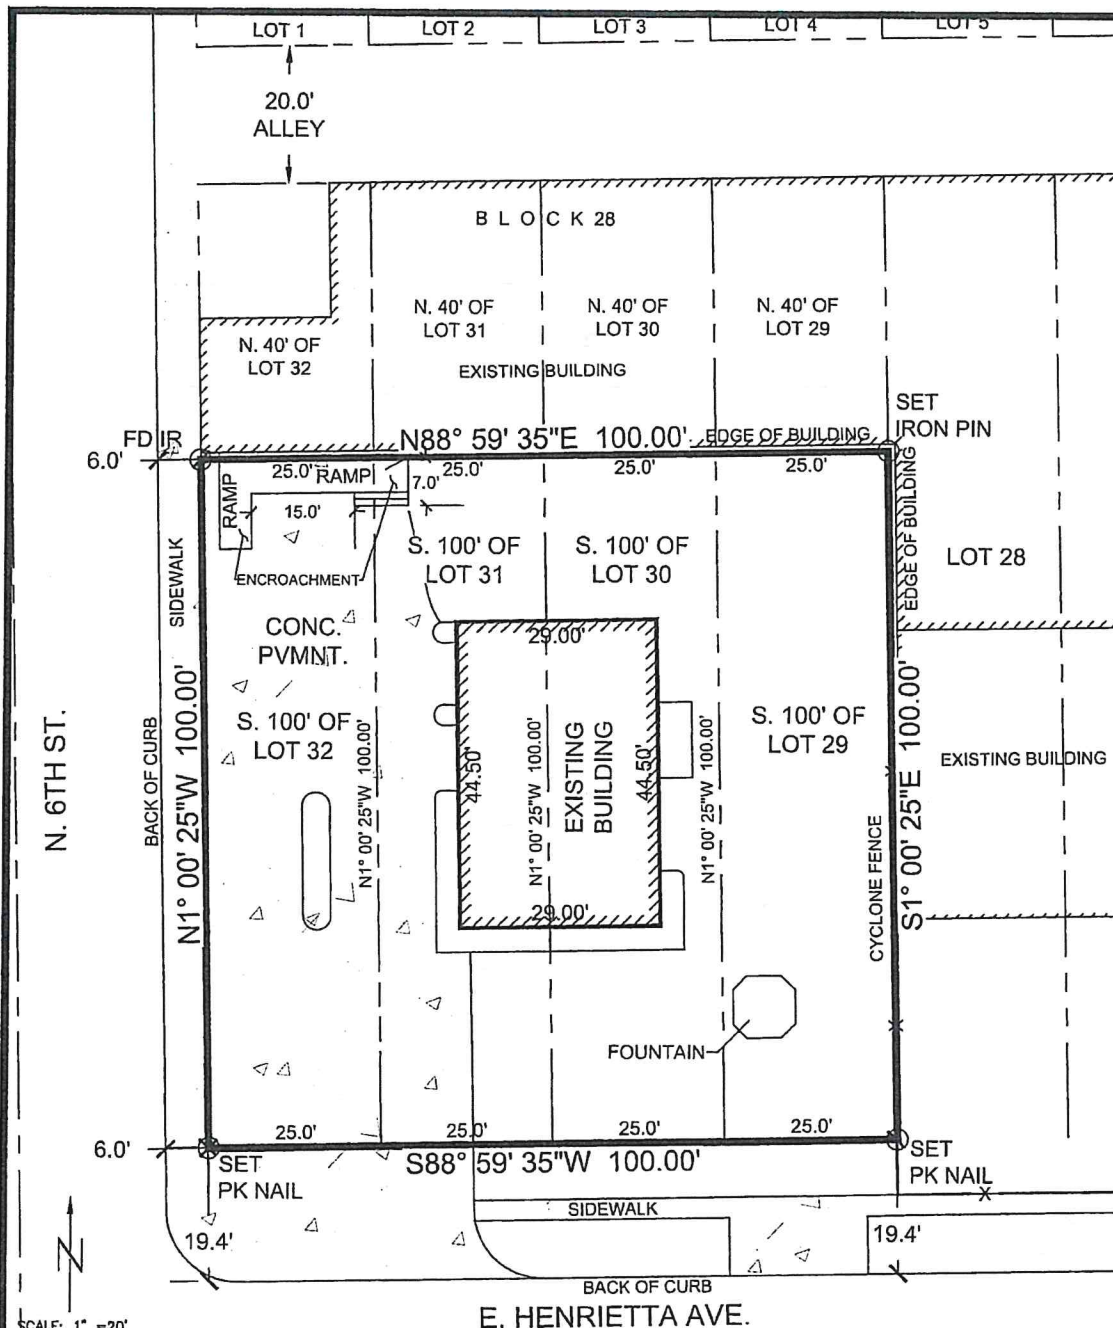 LOT 1
LOT 2
LOT 3
LOT 4
LOT 5
20.0'
ALLEY
B L O C K 28
N. 40' OF
LOT 32
N. 40' OF
LOT 31
N. 40' OF
LOT 30
N. 40' OF
LOT 29
EXISTING BUILDING
SET
IRON PIN
FD IR
6.0'
N88° 59' 35"E 100.00'
EDGE OF BUILDING
25.0'
25.0'
25.0'
25.0'
RAMP
RAMP
7.0'
15.0'
ENCROACHMENT
SIDEWALK
S. 100' OF
LOT 31
S. 100' OF
LOT 30
EDGE OF BUILDING
LOT 28
CONC.
PVMNT.
29.00'
N. 6TH ST.
BACK OF CURB
N1° 00' 25"W 100.00'
S. 100' OF
LOT 32
N1° 00' 25"W 100.00'
44.50'
N1° 00' 25"W 100.00'
EXISTING
BUILDING
44.50'
N1° 00' 25"W 100.00'
S. 100' OF
LOT 29
S1° 00' 25"E 100.00'
CYCLONE FENCE
EXISTING BUILDING
29.00'
FOUNTAIN
6.0'
25.0'
25.0'
25.0'
25.0'
S88° 59' 35"W 100.00'
SET
PK NAIL
SET
PK NAIL
SIDEWALK
19.4'
19.4'
BACK OF CURB
E. HENRIETTA AVE.
N
SCALE: 1" =20'